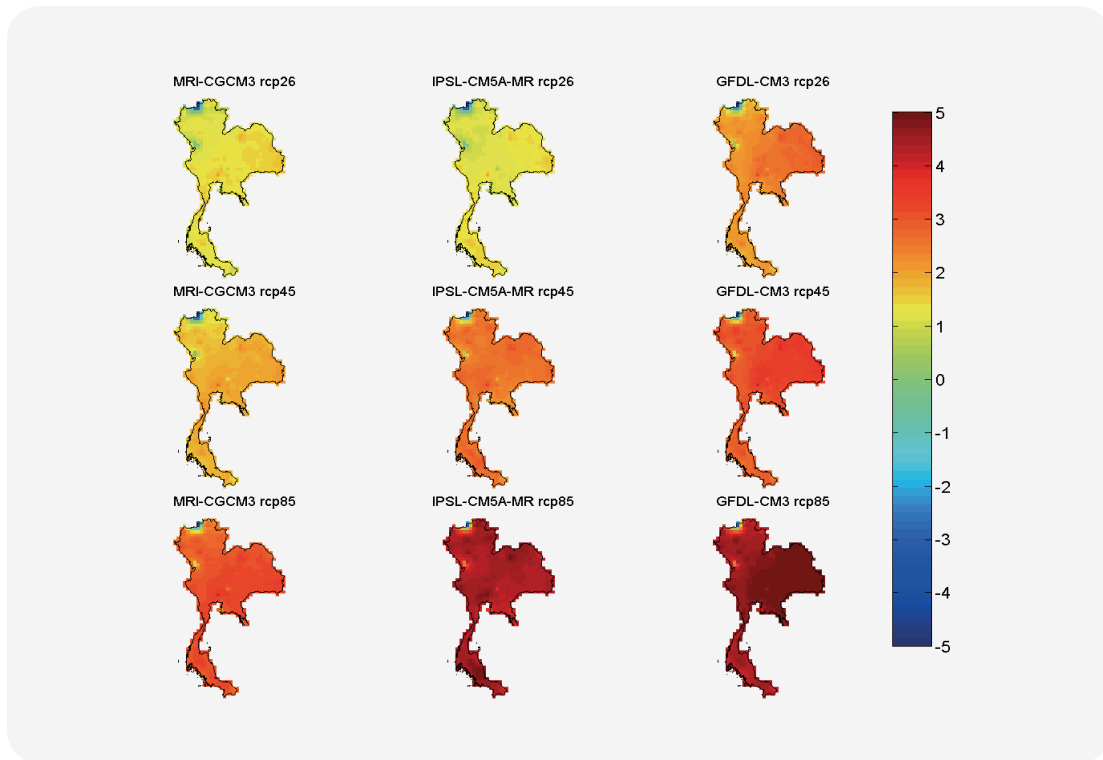 MRI-CGCM3 rcp26
IPSL-CM5A-MR rcp26
GFDL-CM3 rcp26
MRI-CGCM3 rcp45
IPSL-CM5A-MR rcp45
GFDL-CM3 rcp45
MRI-CGCM3 rcp85
IPSL-CM5A-MR rcp85
GFDL-CM3 rcp85
5
4
3
2
1
0
-1
-2
-3
-4
-5